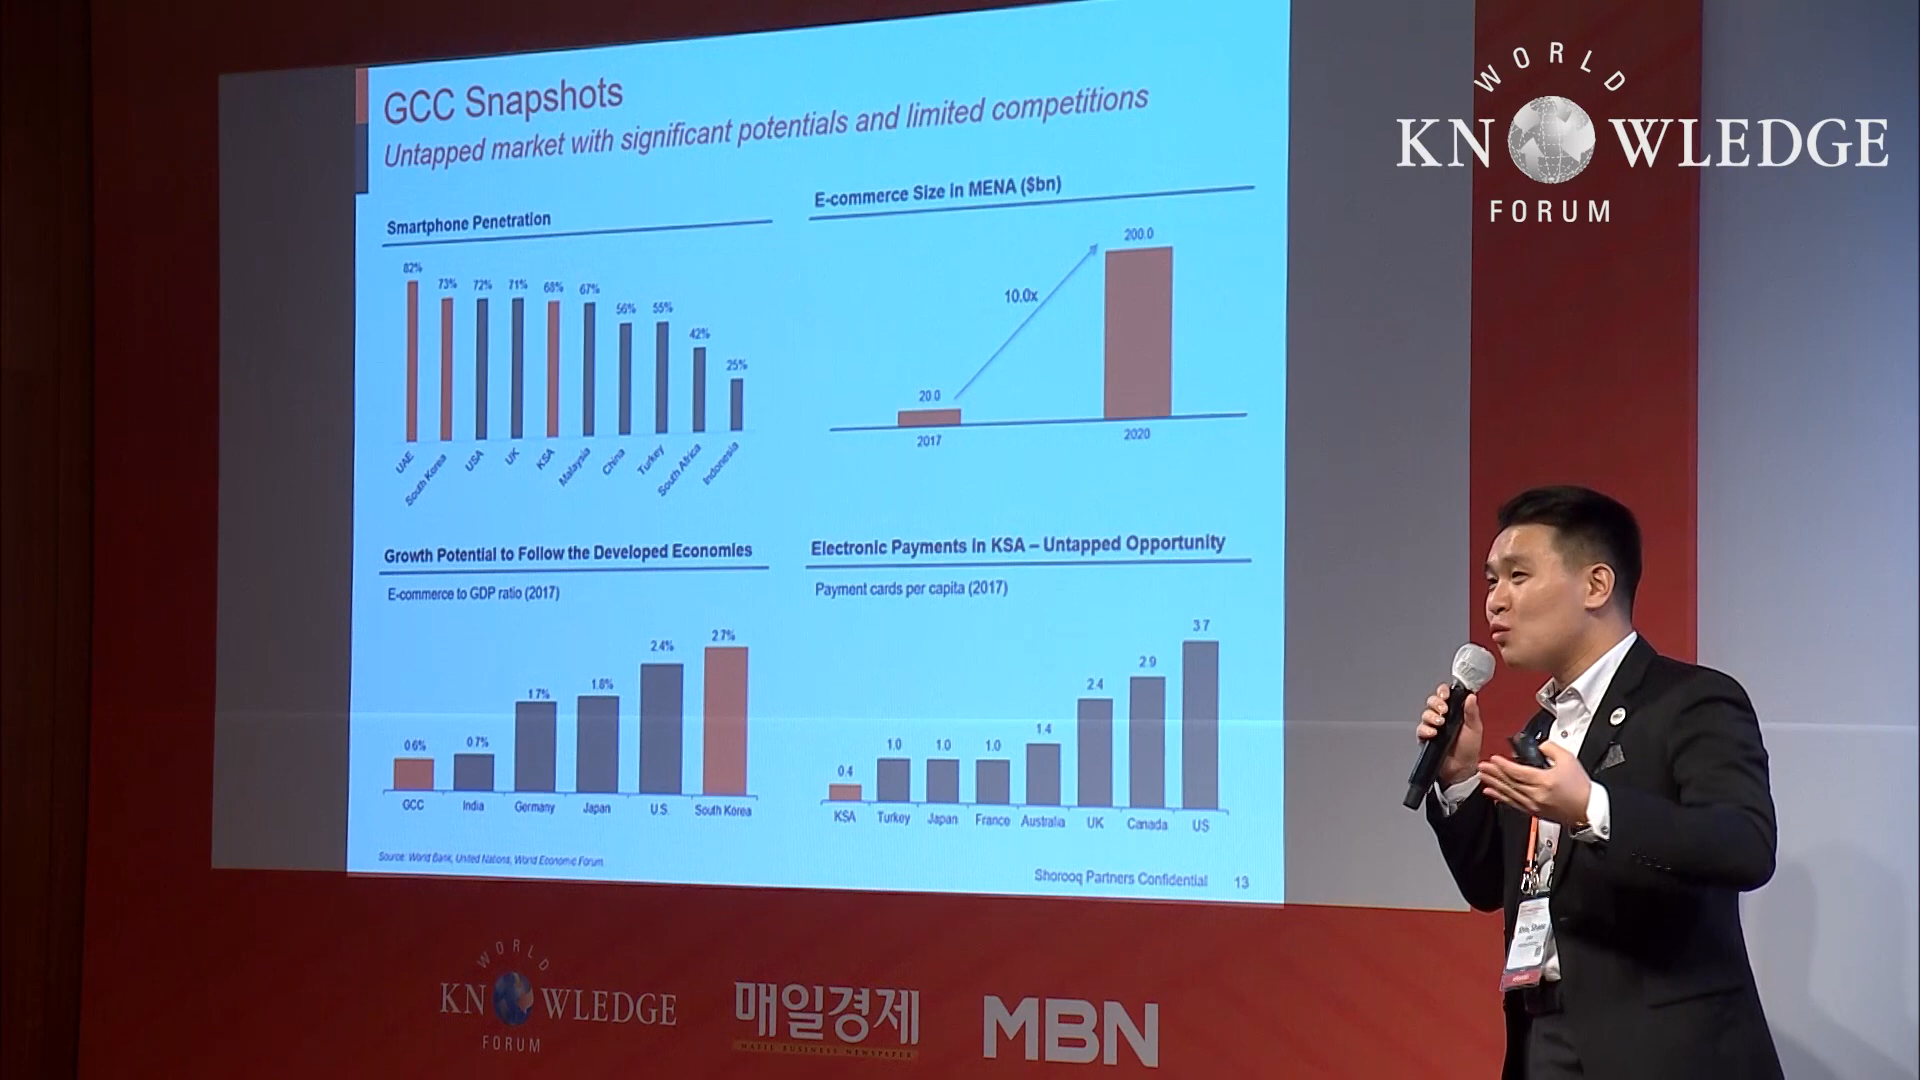 GCC Snapshots
Untapped market with significant potentials and limited competitions
Smartphone Penetration
82% 73% 72% 71% 68% 67% 56% 55% 42% 25%
UAE South Korea USA UK KSA Malaysia China Turkey South Africa Indonesia
E-commerce Size in MENA ($bn)
200.0
10.0x
20.0
2017 2020
Growth Potential to Follow the Developed Economies
E-commerce to GDP ratio (2017)
0.6% 0.7% 1.7% 1.8% 2.4% 2.7%
GCC India Germany Japan U.S. South Korea
Electronic Payments in KSA – Untapped Opportunity
Payment cards per capita (2017)
0.4 1.0 1.0 1.0 1.4 2.4 2.9 3.7
KSA Turkey Japan France Australia UK Canada US
Source: World Bank, United Nations, World Economic Forum
Shorooq Partners Confidential 13
WORLD
KNOWLEDGE
FORUM
WORLD
KNOWLEDGE
FORUM
매일경제
MAEIL BUSINESS NEWSPAPER
MBN
Shin, Shane